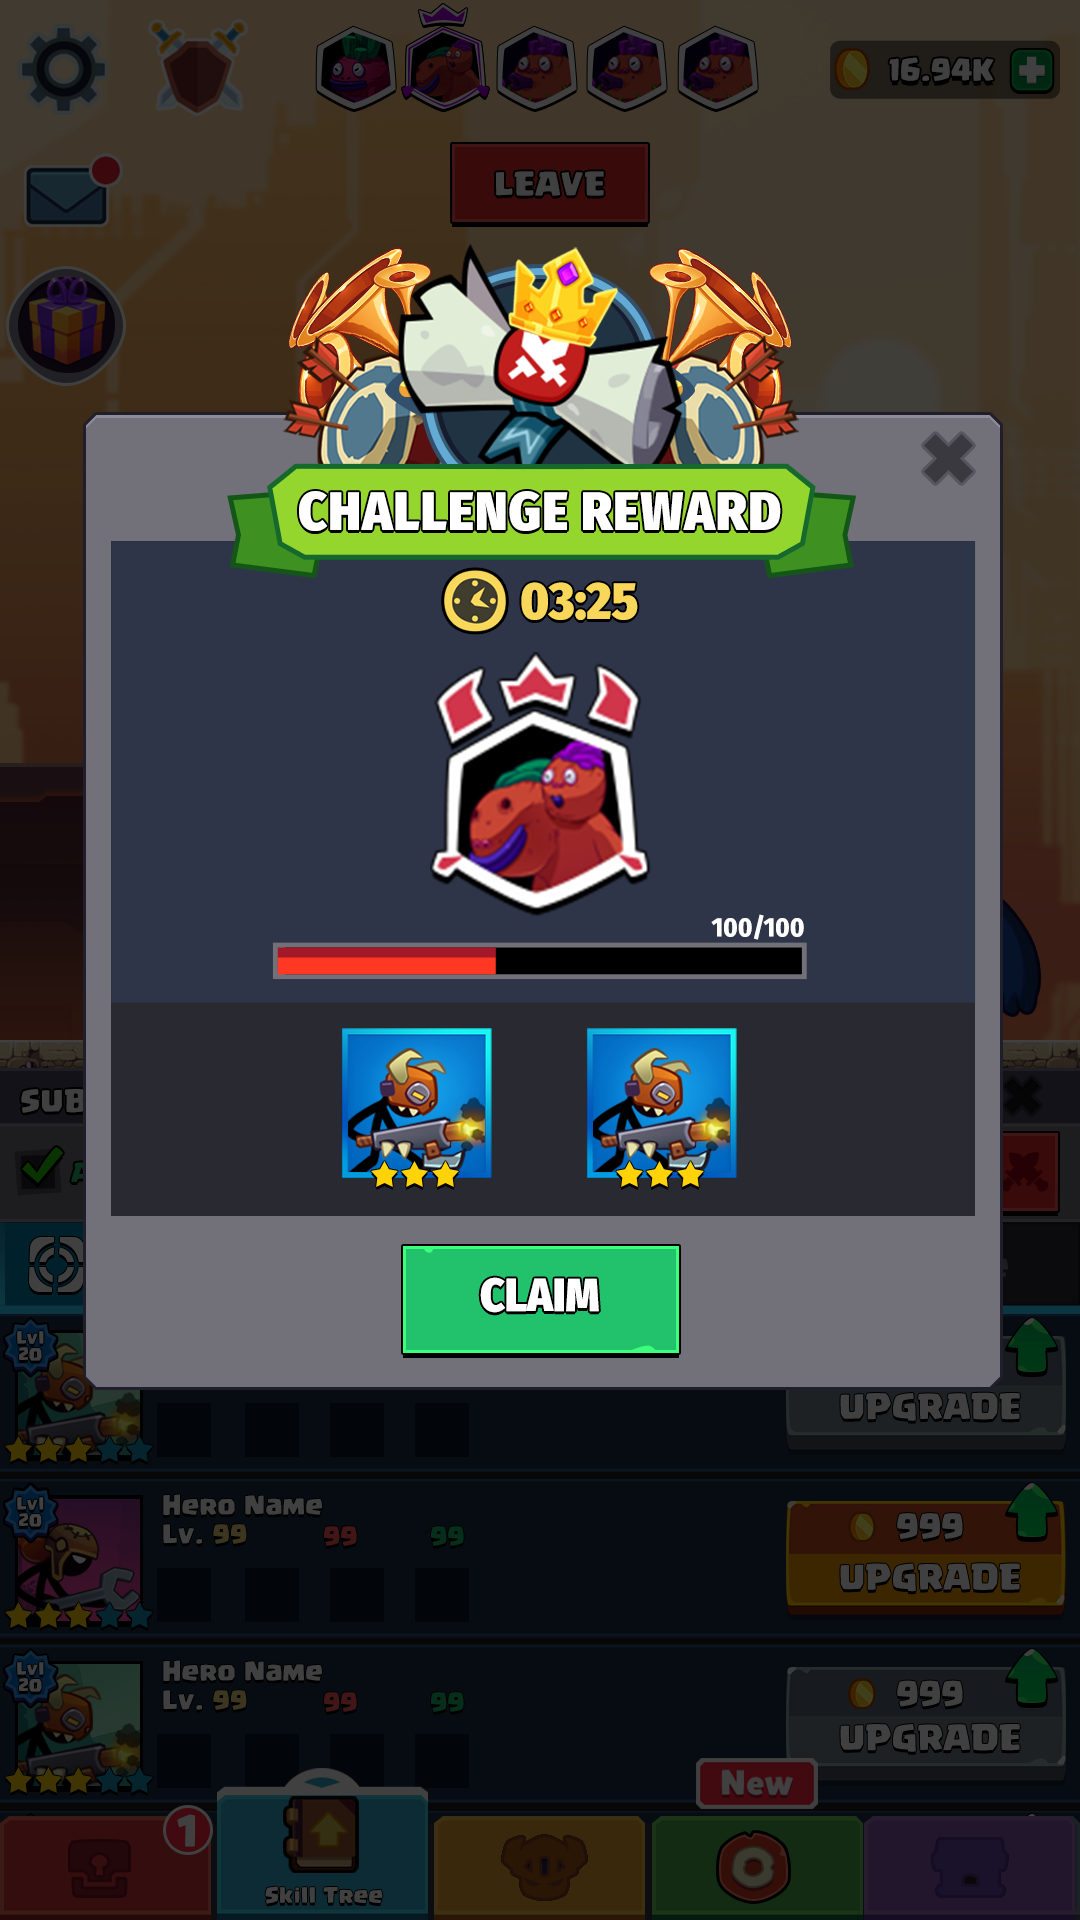 16.94K
LEAVE
CHALLENGE REWARD
03:25
100/100
SUB
CLAIM
Lvl
20
UPGRADE
Lvl
20
Hero Name
Lv. 99 99 99
999
UPGRADE
Lvl
20
Hero Name
Lv. 99 99 99
999
UPGRADE
New
1
Skill Tree